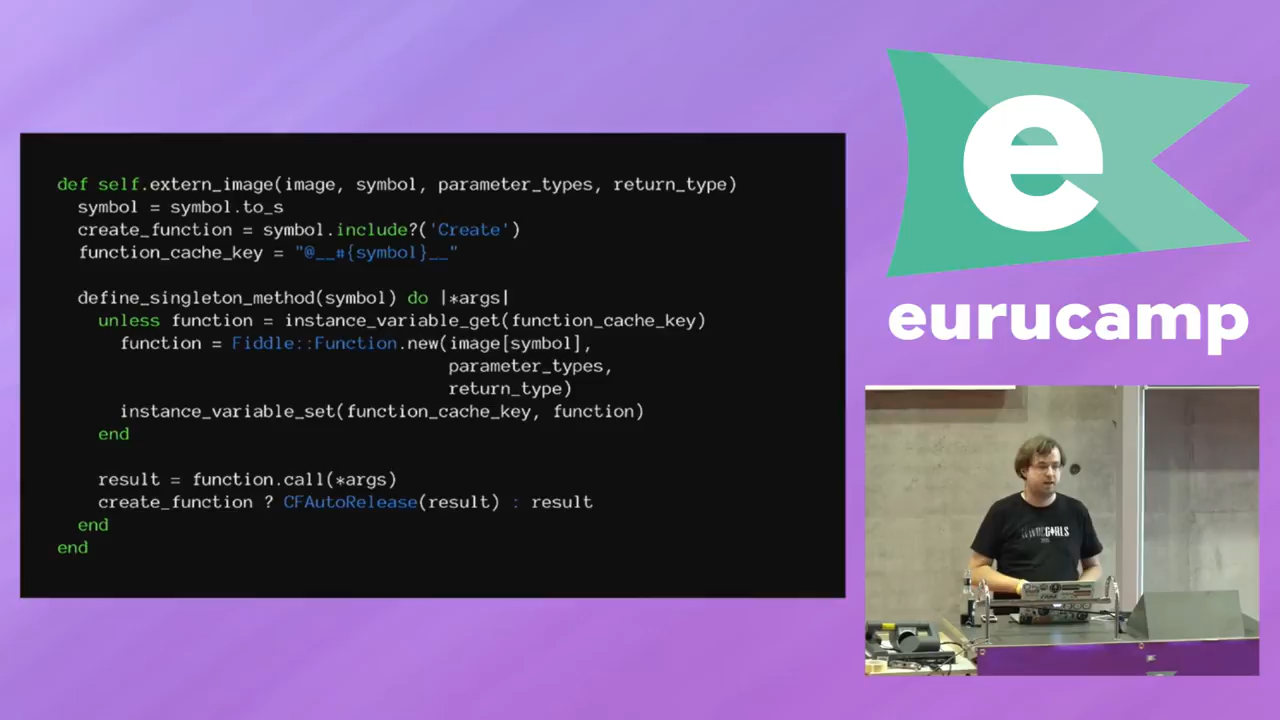 def self.extern_image(image, symbol, parameter_types, return_type)
symbol = symbol.to_s
create_function = symbol.include?('Create')
function_cache_key = "@__#{symbol}__"
define_singleton_method(symbol) do |*args|
unless function = instance_variable_get(function_cache_key)
function = Fiddle::Function.new(image[symbol],
parameter_types,
return_type)
instance_variable_set(function_cache_key, function)
end
result = function.call(*args)
create_function ? CFAutoRelease(result) : result
end
end
e
eurucamp
GIRLS